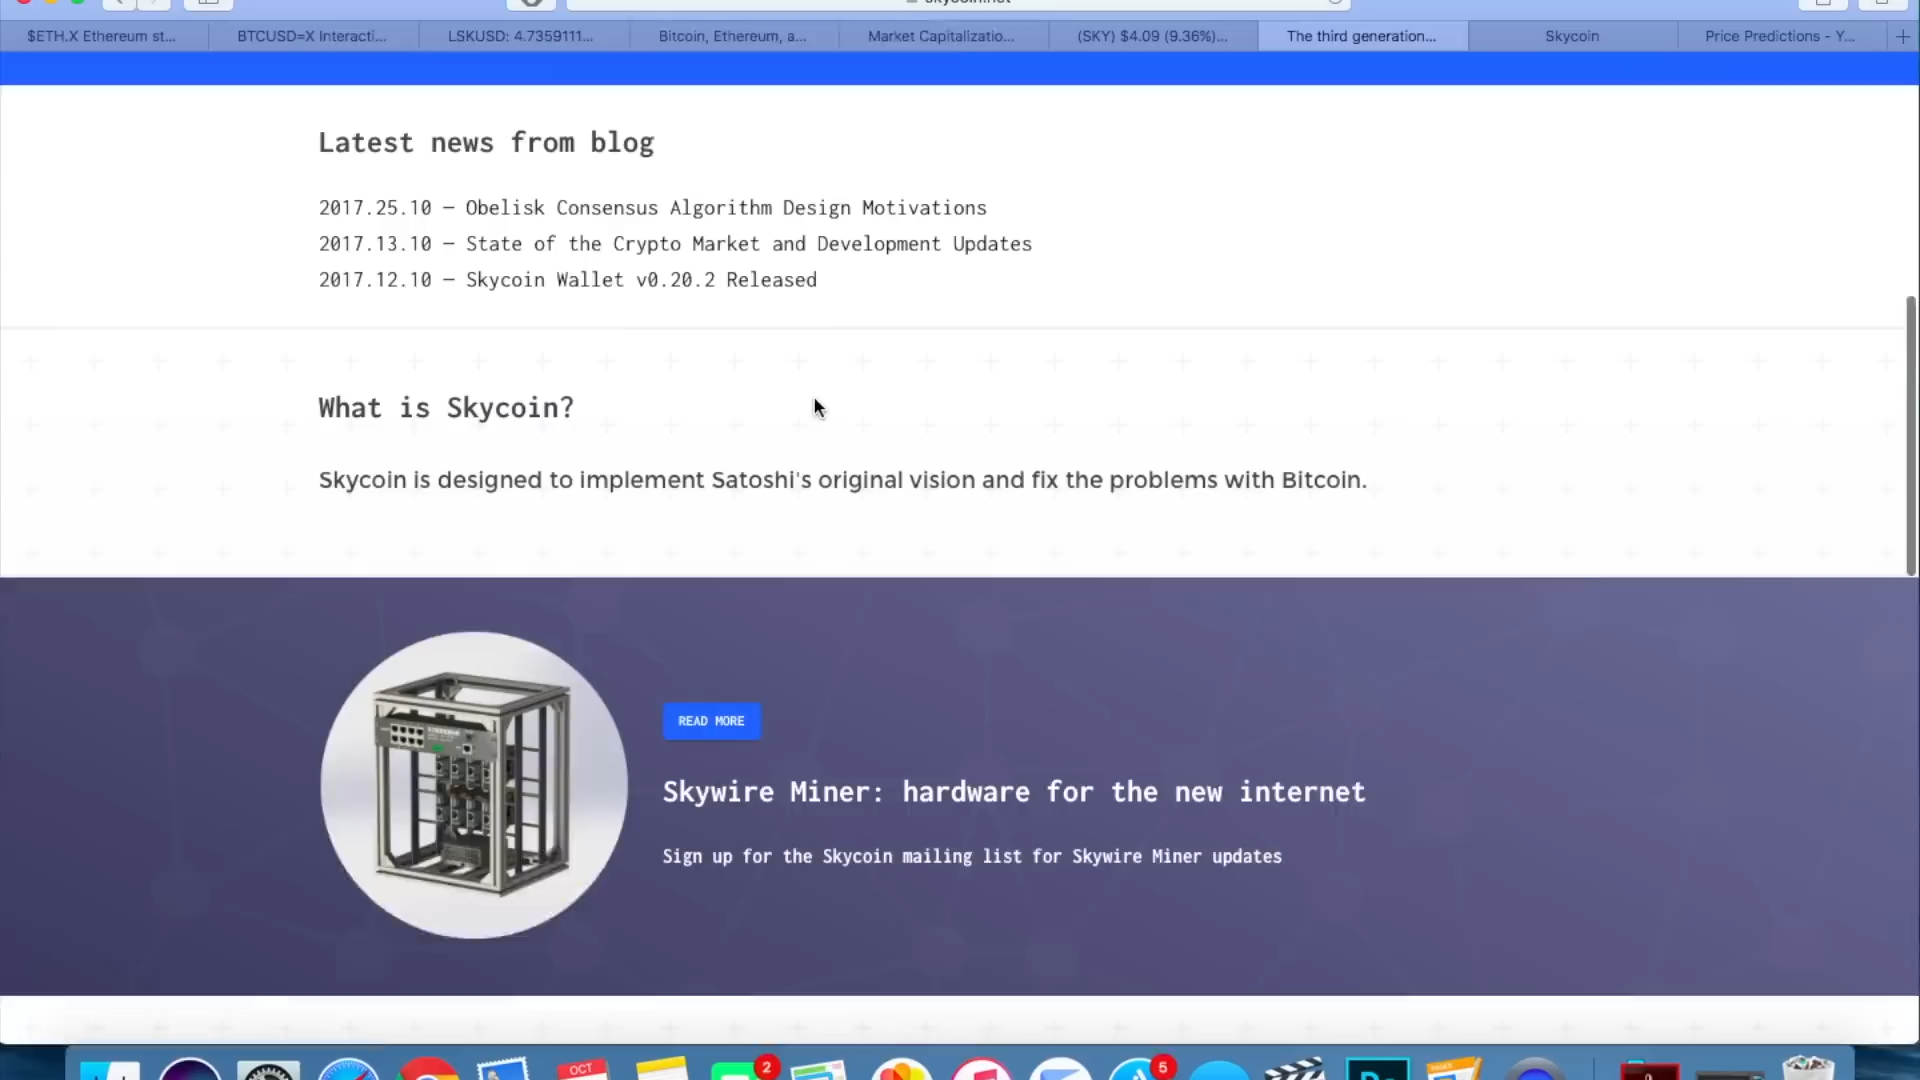 $ETH.X Ethereum st...
BTCUSD=X Interacti...
LSKUSD: 4.7359111...
Bitcoin, Ethereum, a...
Market Capitalizatio...
(SKY) $4.09 (9.36%)...
The third generation...
Skycoin
Price Predictions - Y...
Latest news from blog
2017.25.10 — Obelisk Consensus Algorithm Design Motivations
2017.13.10 — State of the Crypto Market and Development Updates
2017.12.10 — Skycoin Wallet v0.20.2 Released
What is Skycoin?
Skycoin is designed to implement Satoshi's original vision and fix the problems with Bitcoin.
READ MORE
Skywire Miner: hardware for the new internet
Sign up for the Skycoin mailing list for Skywire Miner updates
OCT
2
5